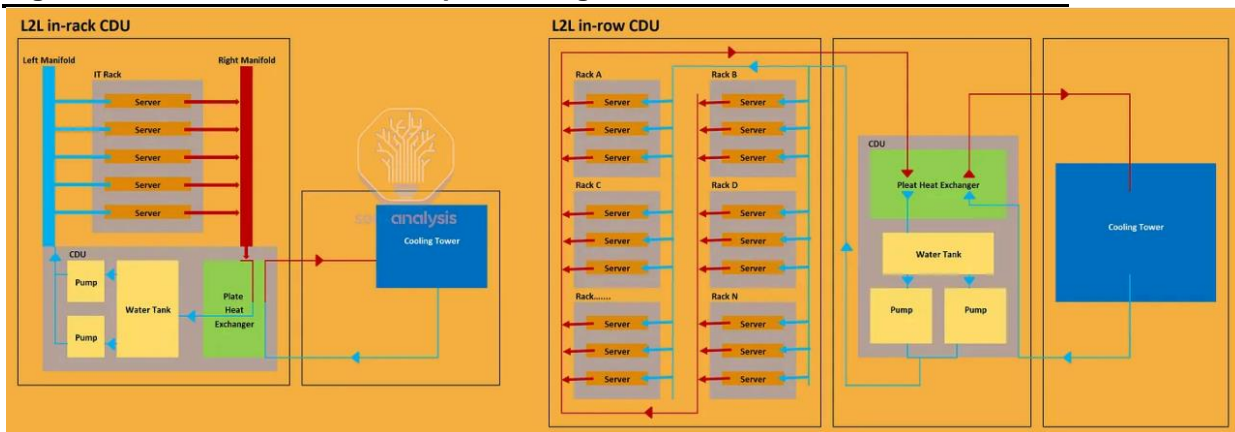 L2L in-rack CDU
Left Manifold
Right Manifold
IT Rack
Server
Server
Server
Server
Server
CDU
Pump
Pump
Water Tank
Plate
Heat
Exchanger
Cooling Tower
analysis
L2L in-row CDU
Rack A
Server
Server
Server
Rack B
Server
Server
Server
Rack C
Server
Server
Server
Rack D
Server
Server
Server
Rack.......
Server
Server
Server
Rack N
Server
Server
Server
CDU
Pleat Heat Exchanger
Water Tank
Pump
Pump
Cooling Tower